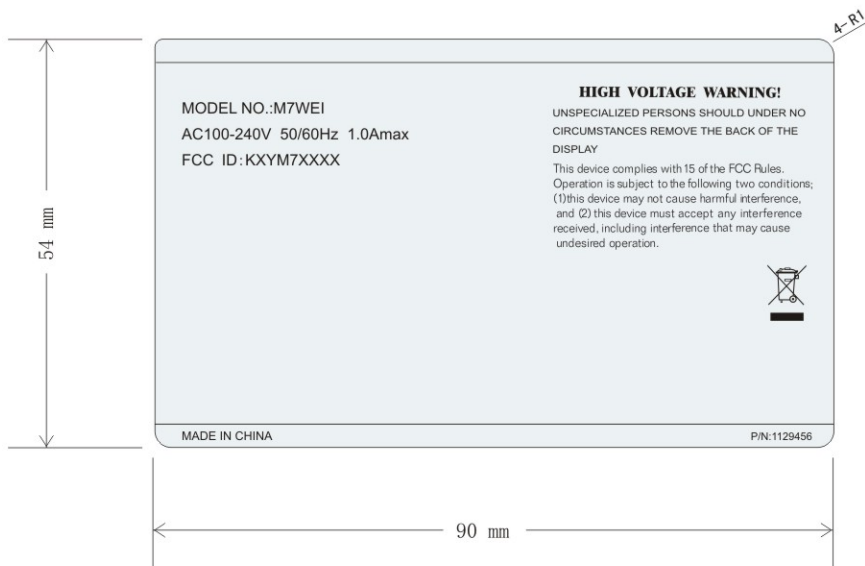 4-R1
MODEL NO.:M7WEI
AC100-240V 50/60Hz 1.0Amax
FCC ID:KXYM7XXXX
HIGH VOLTAGE WARNING!
UNSPECIALIZED PERSONS SHOULD UNDER NO
CIRCUMSTANCES REMOVE THE BACK OF THE
DISPLAY
This device complies with 15 of the FCC Rules.
Operation is subject to the following two conditions;
(1)this device may not cause harmful interference,
and (2) this device must accept any interference
received, including interference that may cause
undesired operation.
54 mm
MADE IN CHINA
P/N:1129456
90 mm